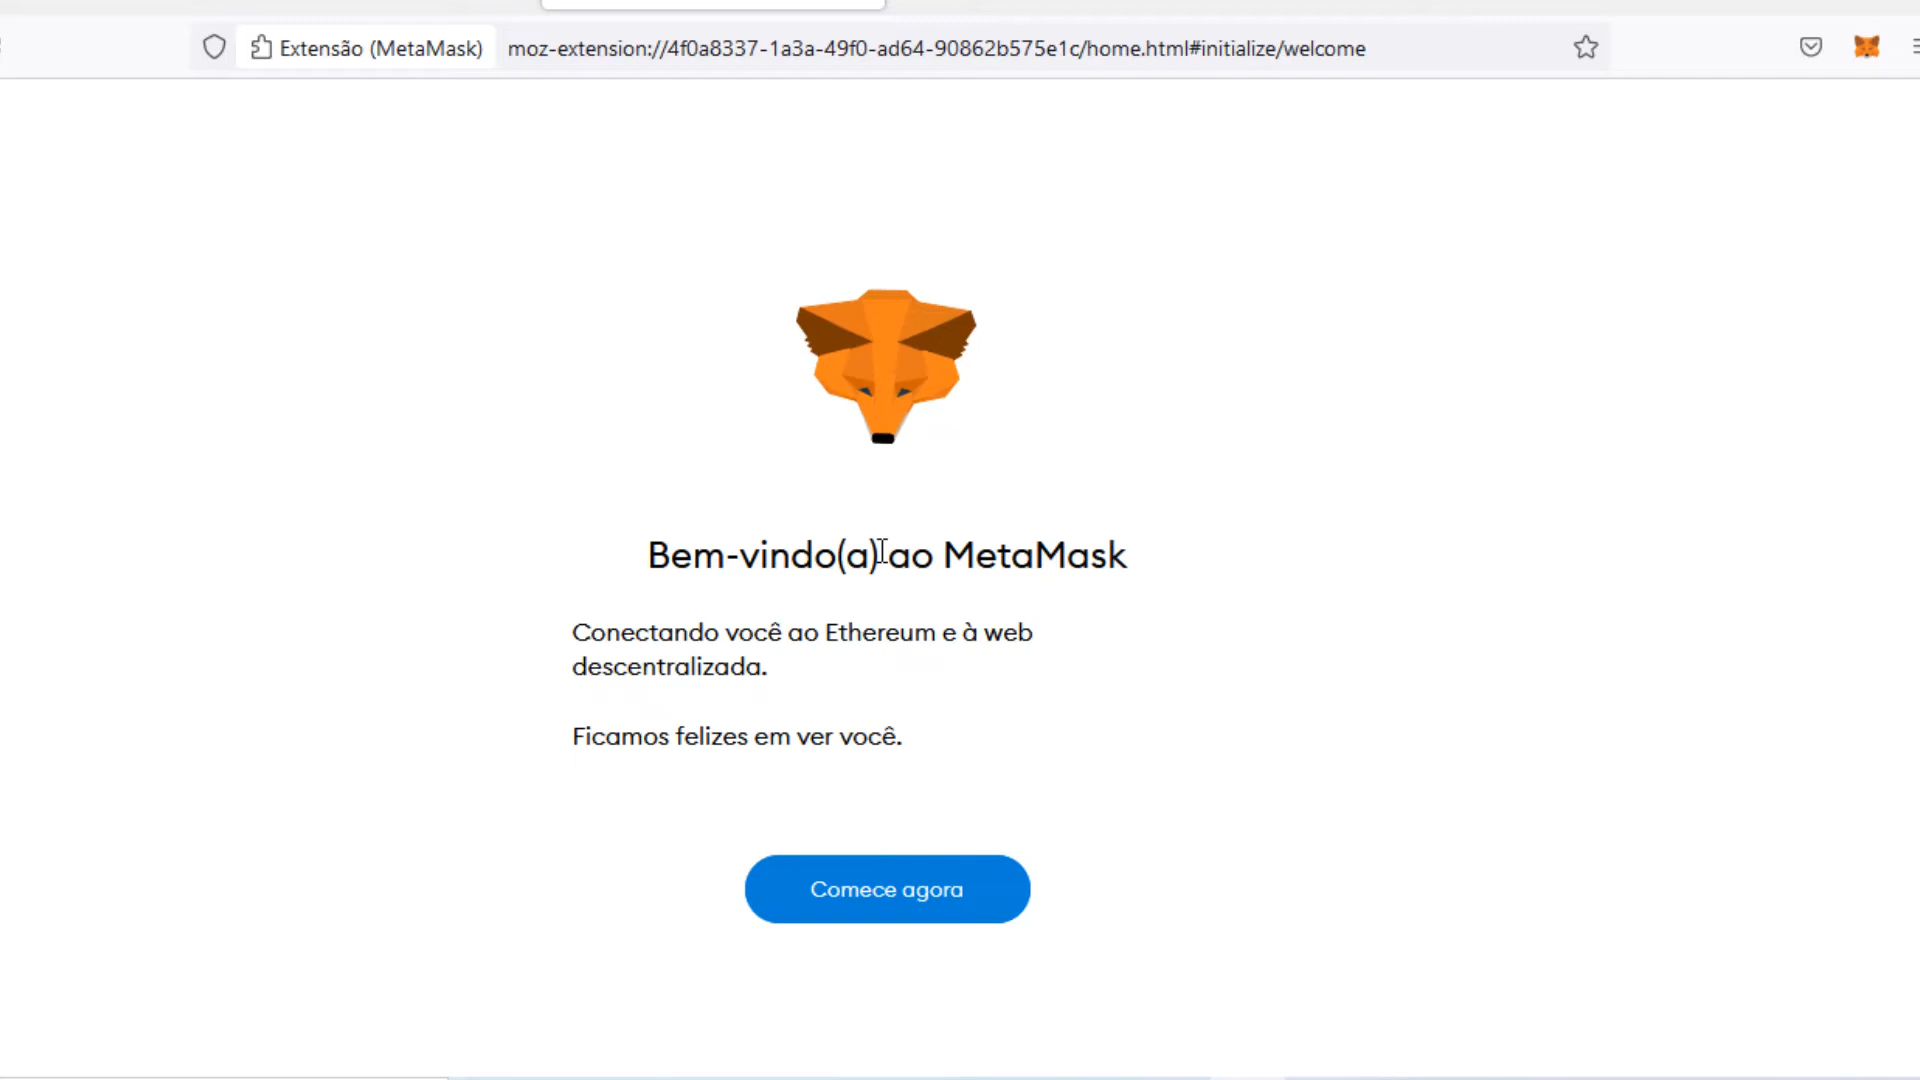 Extensão (MetaMask) moz-extension://4f0a8337-1a3a-49f0-ad64-90862b575e1c/home.html#initialize/welcome
Bem-vindo(a) ao MetaMask
Conectando você ao Ethereum e à web
descentralizada.
Ficamos felizes em ver você.
Comece agora